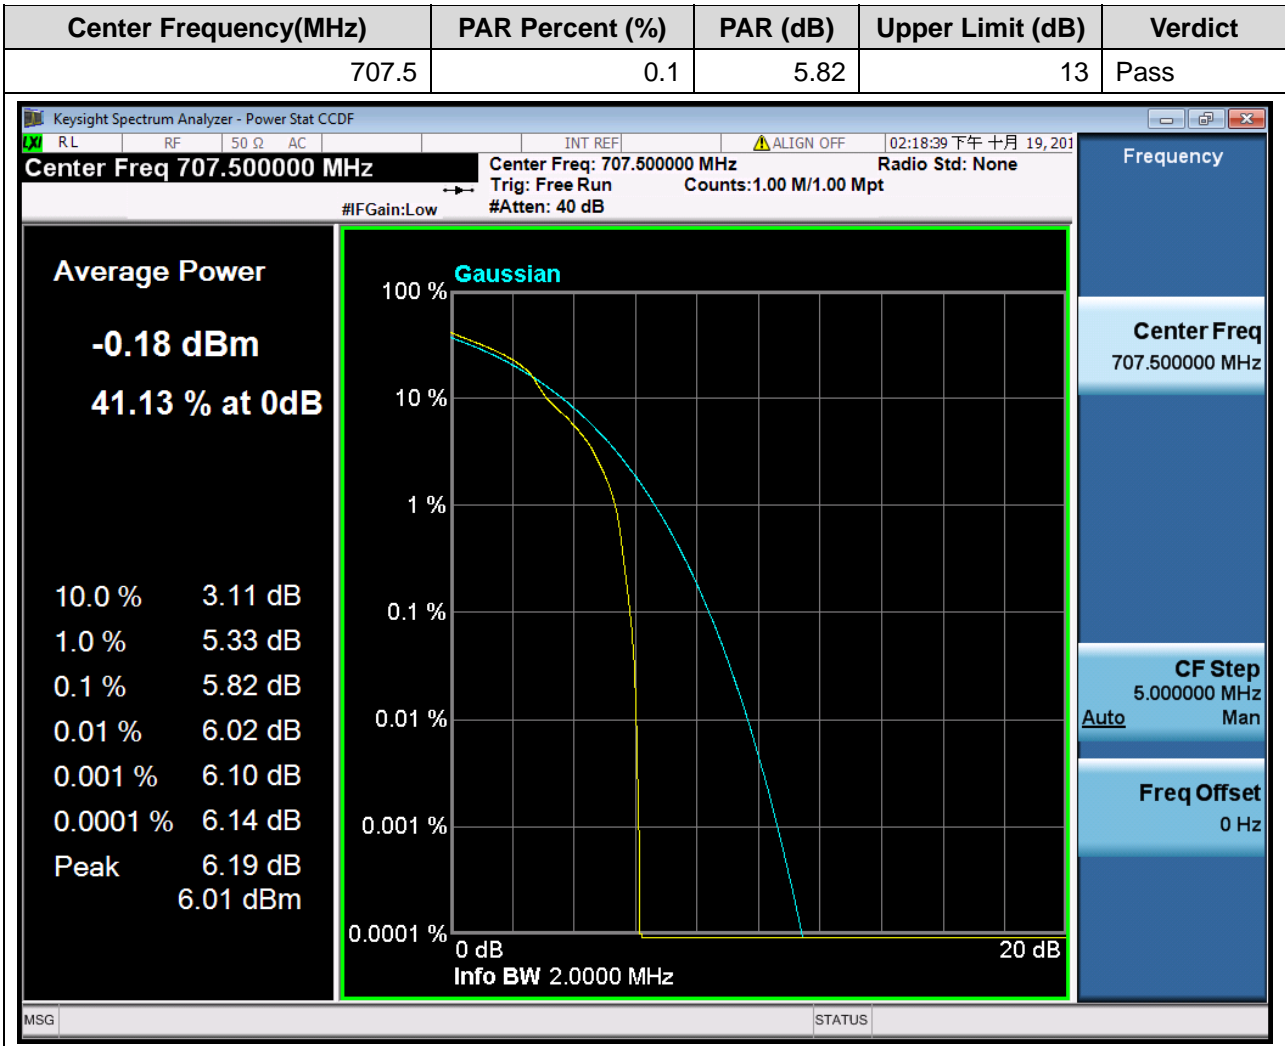 Center Frequency(MHz) PAR Percent (%) PAR (dB) Upper Limit (dB) Verdict
707.5 0.1 5.82 13 Pass
Keysight Spectrum Analyzer - Power Stat CCDF
LXI RL RF 50 Ω AC INT REF ALIGN OFF 02:18:39 下午 十月 19, 201
Center Freq 707.500000 MHz
Center Freq: 707.500000 MHz Radio Std: None
Trig: Free Run Counts:1.00 M/1.00 Mpt
#IFGain:Low #Atten: 40 dB
Frequency
Average Power
-0.18 dBm
41.13 % at 0dB
10.0 % 3.11 dB
1.0 % 5.33 dB
0.1 % 5.82 dB
0.01 % 6.02 dB
0.001 % 6.10 dB
0.0001 % 6.14 dB
Peak 6.19 dB
6.01 dBm
Gaussian
100 %
10 %
1 %
0.1 %
0.01 %
0.001 %
0.0001 %
0 dB 20 dB
Info BW 2.0000 MHz
Center Freq
707.500000 MHz
CF Step
5.000000 MHz
Auto Man
Freq Offset
0 Hz
MSG STATUS